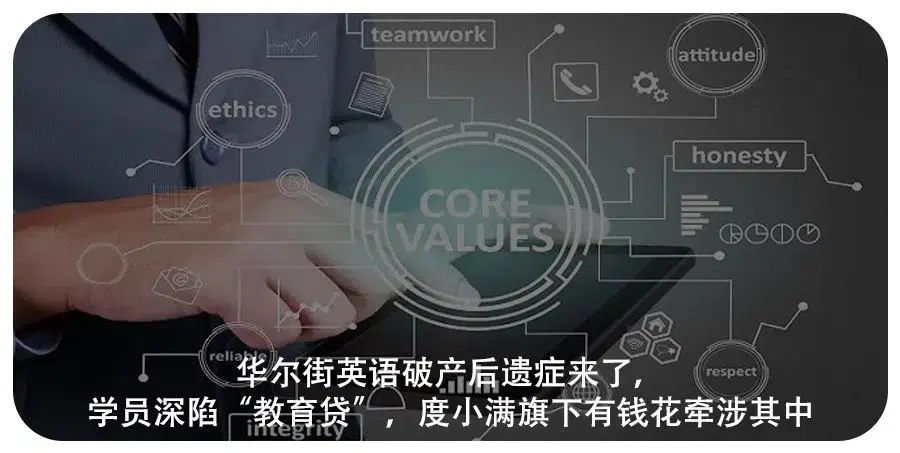 teamwork
attitude
ethics
honesty
CORE
VALUES
reliable
respect
华尔街英语破产后遗症来了,
学员深陷“教育贷”, 度小满旗下有钱花牵涉其中
integrity